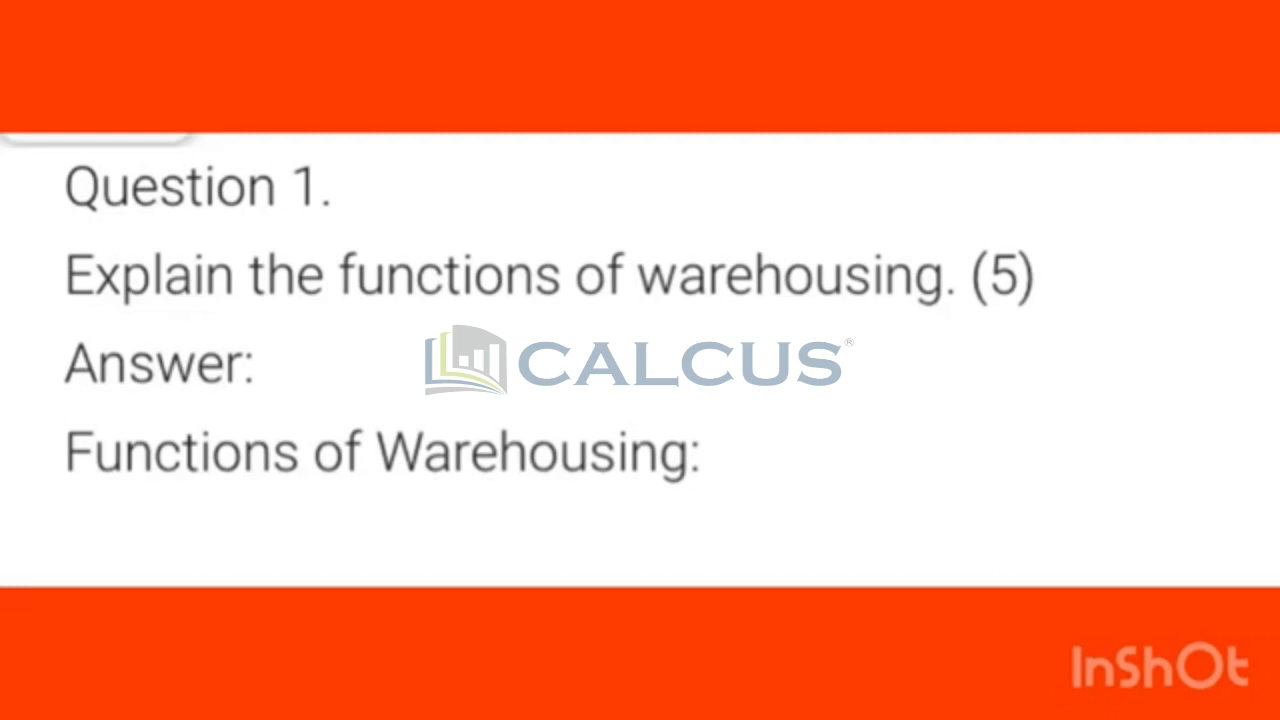 Question 1.
Explain the functions of warehousing. (5)
Answer:
CALCUS®
Functions of Warehousing:
InShOt